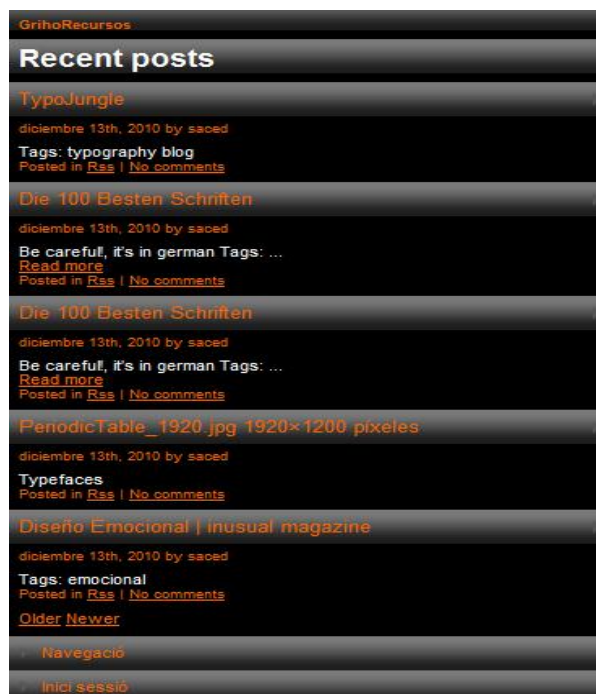 GrihoRecursos
Recent posts
TypoJungle
diciembre 13th, 2010 by saced
Tags: typography blog
Posted in Rss | No comments
Die 100 Besten Schriften
diciembre 13th, 2010 by saced
Be careful!, it's in german Tags: ...
Read more
Posted in Rss | No comments
Die 100 Besten Schriften
diciembre 13th, 2010 by saced
Be careful!, it's in german Tags: ...
Read more
Posted in Rss | No comments
PeriodicTable_1920.jpg 1920×1200 píxeles
diciembre 13th, 2010 by saced
Typefaces
Posted in Rss | No comments
Diseño Emocional | inusual magazine
diciembre 13th, 2010 by saced
Tags: emocional
Posted in Rss | No comments
Older Newer
Navegació
Inici sessió